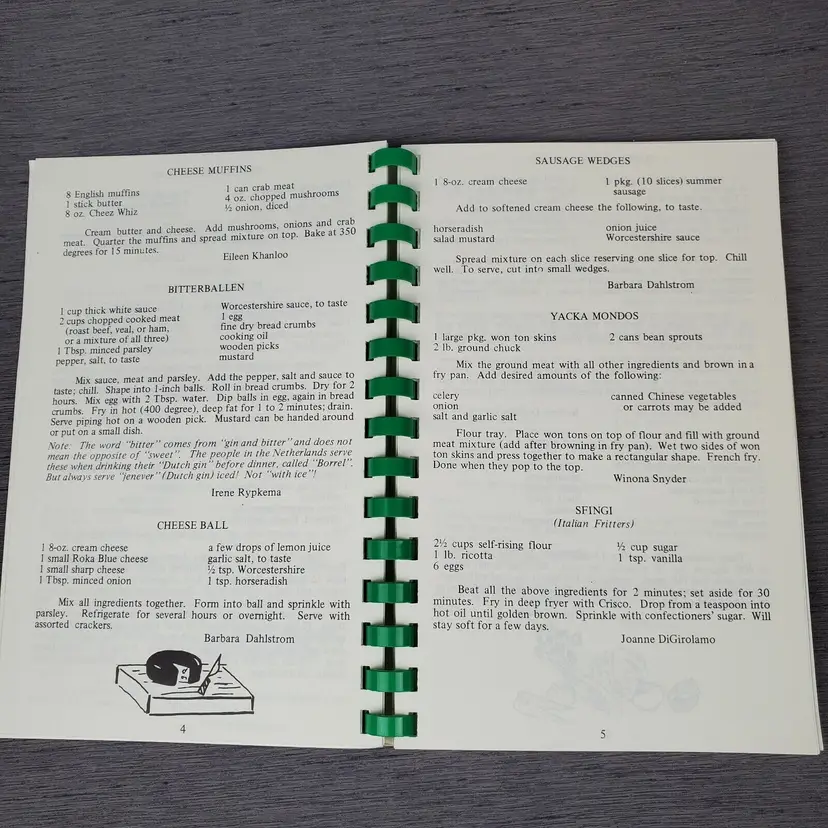 CHEESE MUFFINS
8 English muffins
1 stick butter
8 oz. Cheez Whiz
1 can crab meat
4 oz. chopped mushrooms
½ onion, diced
Cream butter and cheese. Add mushrooms, onions and crab
meat. Quarter the muffins and spread mixture on top. Bake at 350
degrees for 15 minutes.
Eileen Khanloo
BITTERBALLEN
1 cup thick white sauce
2 cups chopped cooked meat
(roast beef, veal, or ham,
or a mixture of all three)
1 Tbsp. minced parsley
pepper, salt, to taste
Worcestershire sauce, to taste
1 egg
fine dry bread crumbs
cooking oil
wooden picks
mustard
Mix sauce, meat and parsley. Add the pepper, salt and sauce to
taste; chill. Shape into 1-inch balls. Roll in bread crumbs. Dry for 2
hours. Mix egg with 2 Tbsp. water. Dip balls in egg, again in bread
crumbs. Fry in hot (400 degree), deep fat for 1 to 2 minutes; drain.
Serve piping hot on a wooden pick. Mustard can be handed around
or put on a small dish.
Note: The word "bitter" comes from "gin and bitter" and does not
mean the opposite of "sweet". The people in the Netherlands serve
these when drinking their "Dutch gin" before dinner, called "Borrel".
But always serve "jenever" (Dutch gin) iced! Not "with ice"!
Irene Rypkema
CHEESE BALL
1 8-oz. cream cheese
1 small Roka Blue cheese
1 small sharp cheese
1 Tbsp. minced onion
a few drops of lemon juice
garlic salt, to taste
½ tsp. Worcestershire
1 tsp. horseradish
Mix all ingredients together. Form into ball and sprinkle with
parsley. Refrigerate for several hours or overnight. Serve with
assorted crackers.
Barbara Dahlstrom
4
SAUSAGE WEDGES
1 8-oz. cream cheese
1 pkg. (10 slices) summer
sausage
Add to softened cream cheese the following, to taste.
horseradish
salad mustard
onion juice
Worcestershire sauce
Spread mixture on each slice reserving one slice for top. Chill
well. To serve, cut into small wedges.
Barbara Dahlstrom
YACKA MONDOS
1 large pkg. won ton skins
2 lb. ground chuck
2 cans bean sprouts
Mix the ground meat with all other ingredients and brown in a
fry pan. Add desired amounts of the following:
celery
onion
salt and garlic salt
canned Chinese vegetables
or carrots may be added
Flour tray. Place won tons on top of flour and fill with ground
meat mixture (add after browning in fry pan). Wet two sides of won
ton skins and press together to make a rectangular shape. French fry.
Done when they pop to the top.
Winona Snyder
SFINGI
(Italian Fritters)
2½ cups self-rising flour
1 lb. ricotta
6 eggs
½ cup sugar
1 tsp. vanilla
Beat all the above ingredients for 2 minutes; set aside for 30
minutes. Fry in deep fryer with Crisco. Drop from a teaspoon into
hot oil until golden brown. Sprinkle with confectioners' sugar. Will
stay soft for a few days.
Joanne DiGirolamo
5